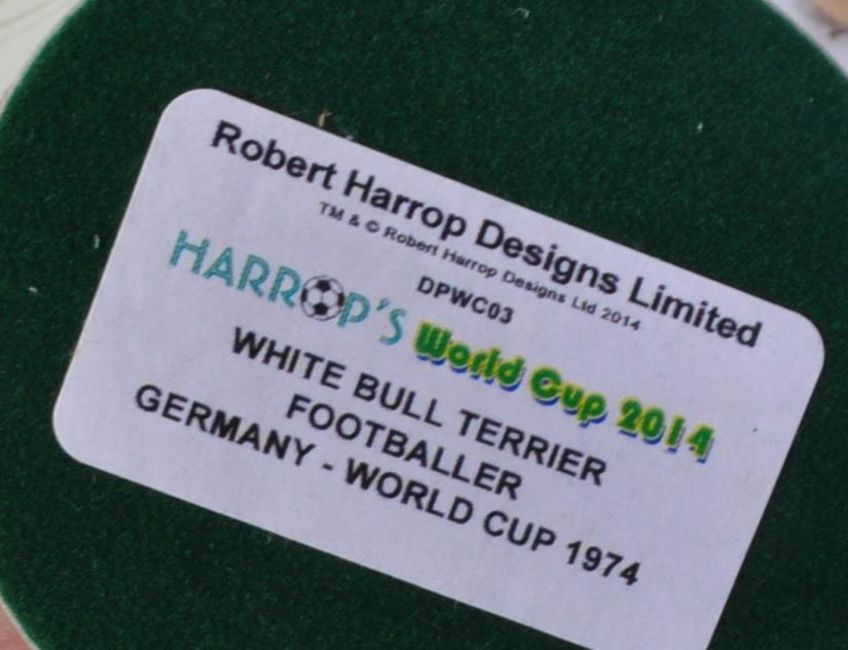 Robert Harrop Designs Limited
TM & © Robert Harrop Designs Ltd 2014
DPWC03
HARROP'S World Cup 2014
WHITE BULL TERRIER
FOOTBALLER
GERMANY - WORLD CUP 1974